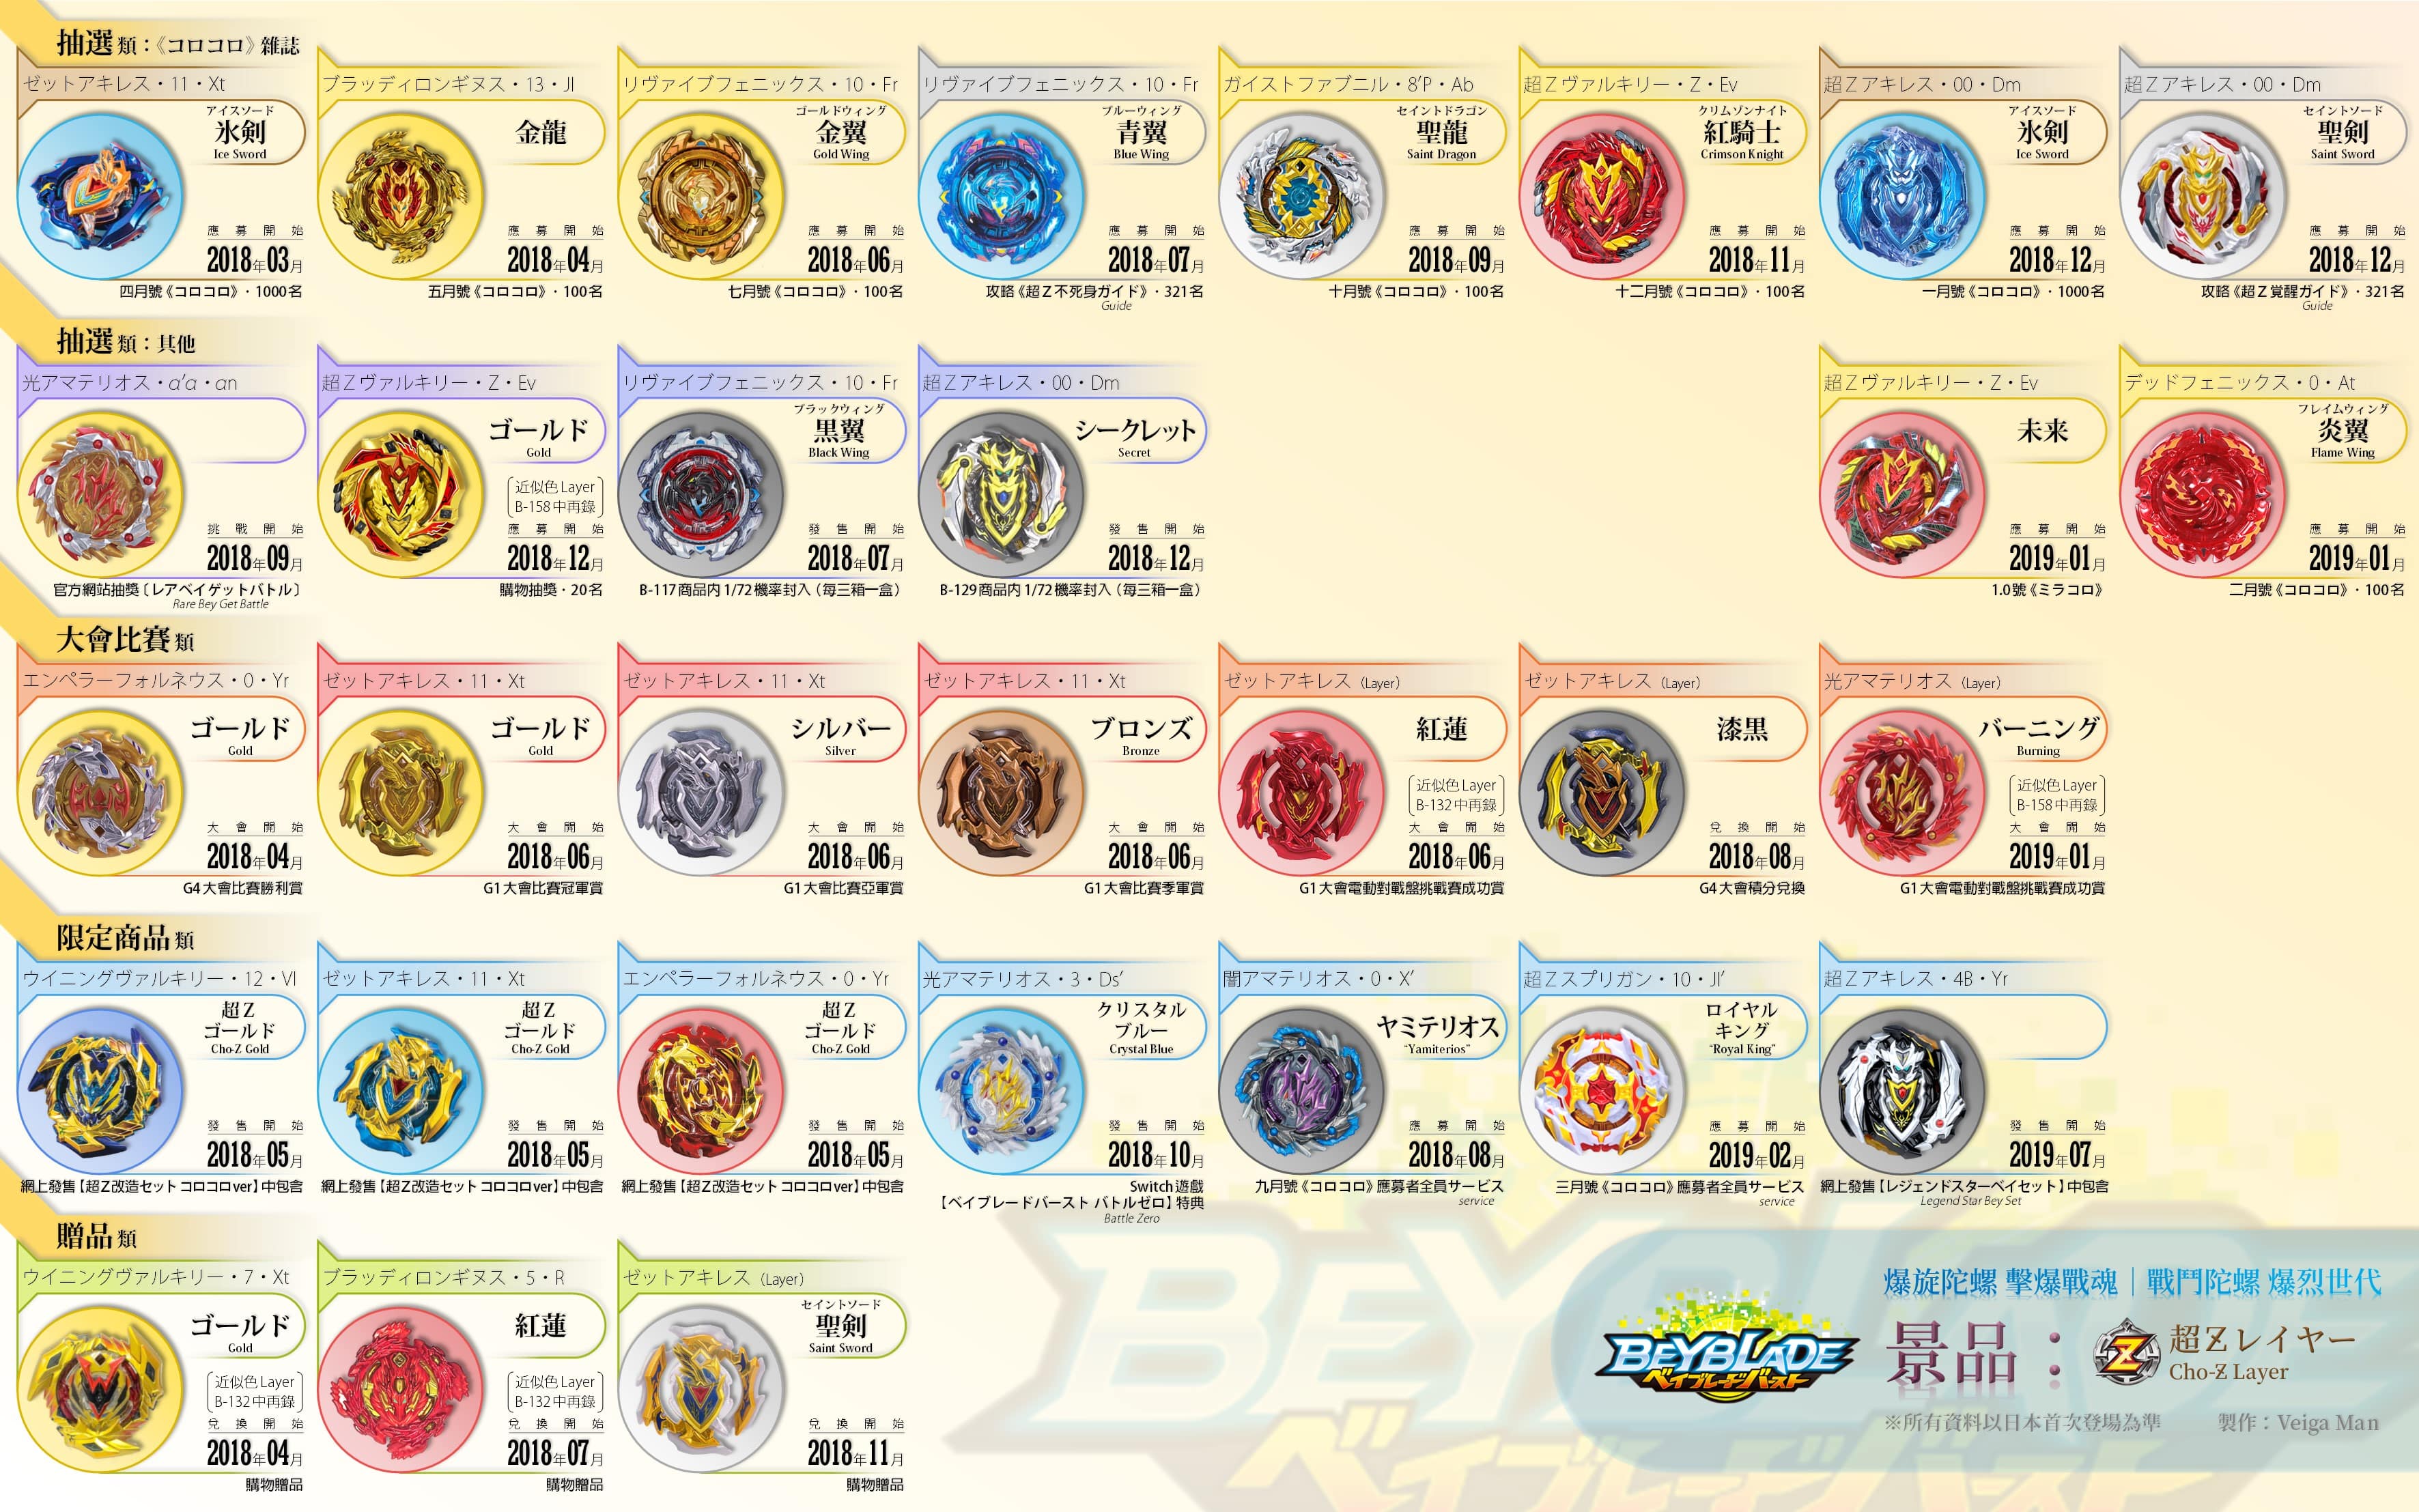 抽選類：《コロコロ》雜誌
ゼットアキレス・11・Xt
アイスソード
氷剣
Ice Sword
應募開始
2018年03月
四月號《コロコロ》・1000名
ブラッディロンギヌス・13・Jl
金龍
應募開始
2018年04月
五月號《コロコロ》・100名
リヴァイブフェニックス・10・Fr
ゴールドウィング
金翼
Gold Wing
應募開始
2018年06月
七月號《コロコロ》・100名
リヴァイブフェニックス・10・Fr
ブルーウィング
青翼
Blue Wing
應募開始
2018年07月
攻略《超Z不死身ガイド》・321名
Guide
ガイストファブニル・8'P・Ab
セイントドラゴン
聖龍
Saint Dragon
應募開始
2018年09月
十月號《コロコロ》・100名
超Zヴァルキリー・Z・Ev
クリムゾンナイト
紅騎士
Crimson Knight
應募開始
2018年11月
十二月號《コロコロ》・100名
超Zアキレス・00・Dm
アイスソード
氷剣
Ice Sword
應募開始
2018年12月
一月號《コロコロ》・1000名
超Zアキレス・00・Dm
セイントソード
聖剣
Saint Sword
應募開始
2018年12月
攻略《超Z覚醒ガイド》・321名
Guide
抽選類：其他
光アマテリオス・α'α・αn
挑戰開始
2018年09月
官方網站抽獎〔レアベイゲットバトル〕
Rare Bey Get Battle
超Zヴァルキリー・Z・Ev
ゴールド
Gold
近似色Layer
B-158中再錄
應募開始
2018年12月
購物抽獎・20名
リヴァイブフェニックス・10・Fr
ブラックウィング
黒翼
Black Wing
發售開始
2018年07月
B-117商品内1/72機率封入（每三箱一盒）
超Zアキレス・00・Dm
シークレット
Secret
發售開始
2018年12月
B-129商品内1/72機率封入（每三箱一盒）
超Zヴァルキリー・Z・Ev
未来
應募開始
2019年01月
1.0號《ミラコロ》
デッドフェニックス・0・At
フレイムウィング
炎翼
Flame Wing
應募開始
2019年01月
二月號《コロコロ》・100名
大會比賽類
エンペラーフォルネウス・0・Yr
ゴールド
Gold
大會開始
2018年04月
G4大會比賽勝利賞
ゼットアキレス・11・Xt
ゴールド
Gold
大會開始
2018年06月
G1大會比賽冠軍賞
ゼットアキレス・11・Xt
シルバー
Silver
大會開始
2018年06月
G1大會比賽亞軍賞
ゼットアキレス・11・Xt
ブロンズ
Bronze
大會開始
2018年06月
G1大會比賽季軍賞
ゼットアキレス (Layer)
紅蓮
近似色Layer
B-132中再錄
大會開始
2018年06月
G1大會電動對戰盤挑戰賽成功賞
ゼットアキレス (Layer)
漆黒
兌換開始
2018年08月
G4大會積分兌換
光アマテリオス (Layer)
バーニング
Burning
近似色Layer
B-158中再錄
大會開始
2019年01月
G1大會電動對戰盤挑戰賽成功賞
限定商品類
ウイニングヴァルキリー・12・Vl
超Z
ゴールド
Cho-Z Gold
發售開始
2018年05月
網上發售【超Z改造セット コロコロver】中包含
ゼットアキレス・11・Xt
超Z
ゴールド
Cho-Z Gold
發售開始
2018年05月
網上發售【超Z改造セット コロコロver】中包含
エンペラーフォルネウス・0・Yr
超Z
ゴールド
Cho-Z Gold
發售開始
2018年05月
網上發售【超Z改造セット コロコロver】中包含
光アマテリオス・3・Ds'
クリスタル
ブルー
Crystal Blue
發售開始
2018年10月
Switch遊戲
【ベイブレードバースト バトルゼロ】特典
Battle Zero
闇アマテリオス・0・X'
ヤミテリオス
“Yamiterios”
應募開始
2018年08月
九月號《コロコロ》應募者全員サービス
service
超Zスプリガン・10・Jl'
ロイヤル
キング
“Royal King”
應募開始
2019年02月
三月號《コロコロ》應募者全員サービス
service
超Zアキレス・4B・Yr
發售開始
2019年07月
網上發售【レジェンドスターベイセット】中包含
Legend Star Bey Set
贈品類
ウイニングヴァルキリー・7・Xt
ゴールド
Gold
近似色Layer
B-132中再錄
兌換開始
2018年04月
購物贈品
ブラッディロンギヌス・5・R
紅蓮
近似色Layer
B-132中再錄
兌換開始
2018年07月
購物贈品
ゼットアキレス (Layer)
セイントソード
聖剣
Saint Sword
兌換開始
2018年11月
購物贈品
BEYBLADE
ベイブレードバースト
爆旋陀螺 擊爆戰魂｜戰鬥陀螺 爆烈世代
景品：
Z
超Zレイヤー
Cho-Z Layer
※所有資料以日本首次登場為準
製作：Veiga Man